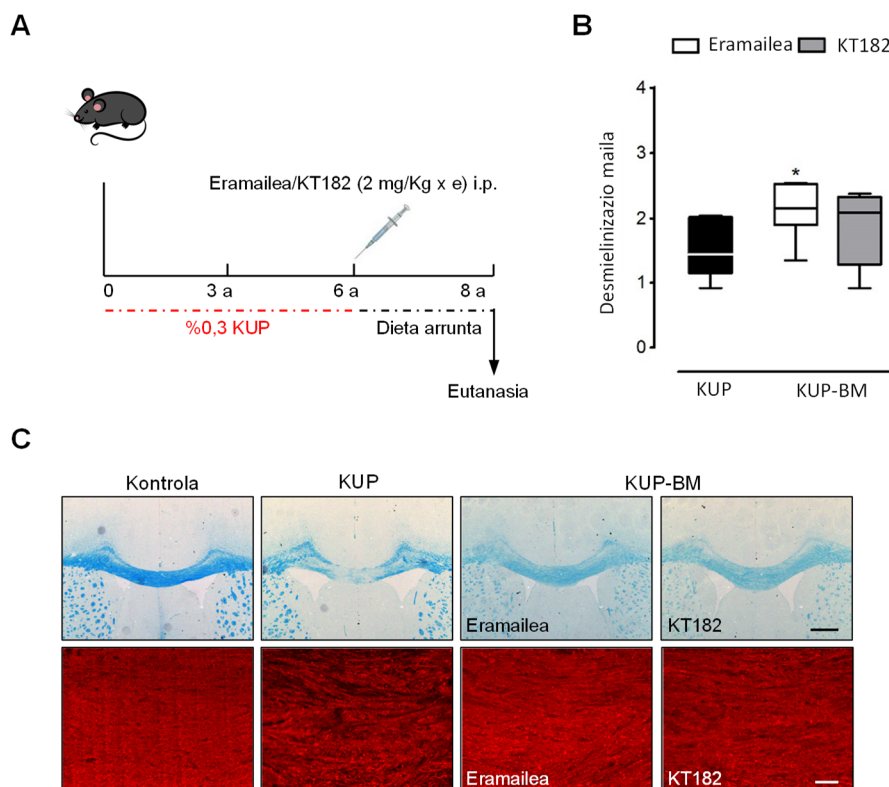 A
Eramailea/KT182 (2 mg/Kg x e) i.p.
0 3 a 6 a 8 a
%0,3 KUP Dieta arrunta
Eutanasia
B
Eramailea KT182
Desmielinizazio maila
4
3
2
1
0
*
KUP KUP-BM
C
Kontrola KUP KUP-BM
Eramailea KT182
Eramailea KT182